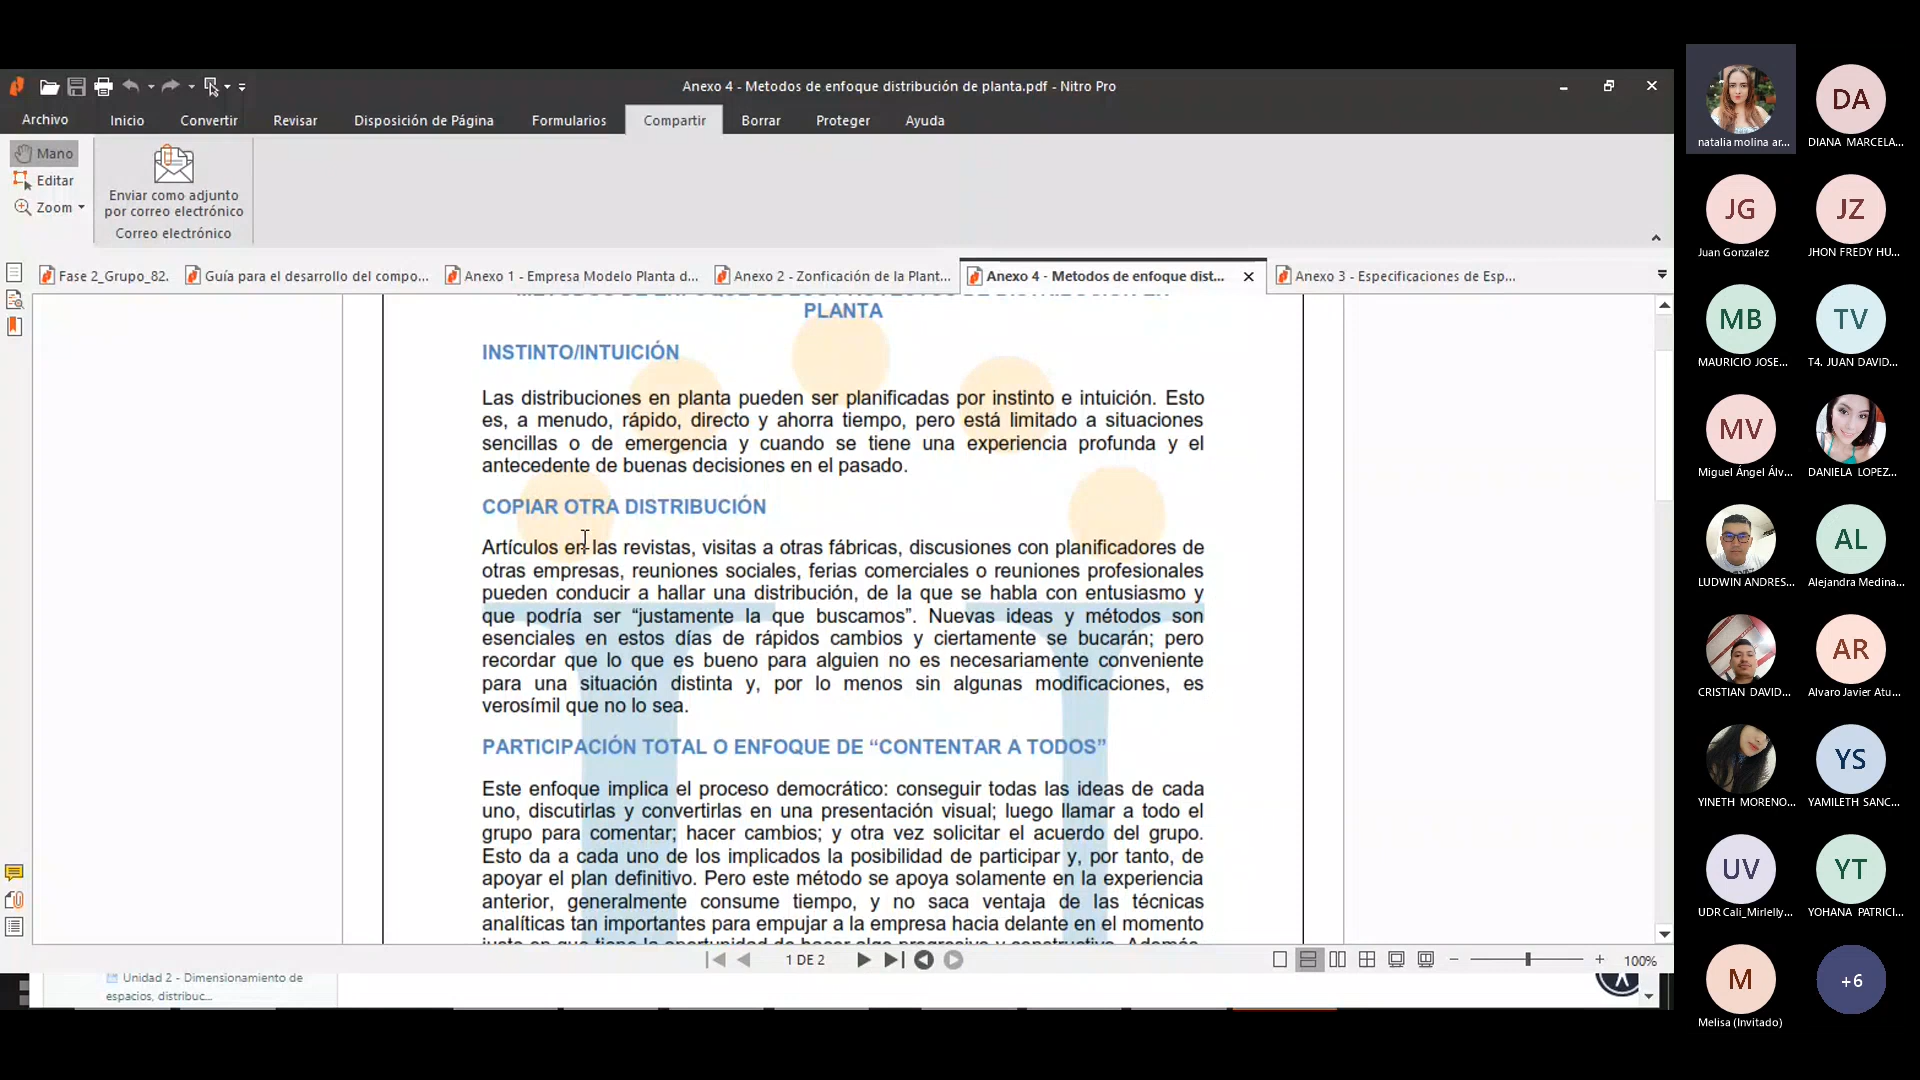 Anexo 4 - Metodos de enfoque distribución de planta.pdf - Nitro Pro
Archivo
Inicio
Convertir
Revisar
Disposición de Página
Formularios
Compartir
Borrar
Proteger
Ayuda
Mano
Editar
Zoom
Enviar como adjunto
por correo electrónico
Correo electrónico
Fase 2_Grupo_82.
Guía para el desarrollo del compo...
Anexo 1 - Empresa Modelo Planta d...
Anexo 2 - Zonficación de la Plant...
Anexo 4 - Metodos de enfoque dist...
Anexo 3 - Especificaciones de Esp...
METODOS DE ENFOQUE DE LOS PROYECTOS DE DISTRIBUCION EN
PLANTA
INSTINTO/INTUICIÓN
Las distribuciones en planta pueden ser planificadas por instinto e intuición. Esto
es, a menudo, rápido, directo y ahorra tiempo, pero está limitado a situaciones
sencillas o de emergencia y cuando se tiene una experiencia profunda y el
antecedente de buenas decisiones en el pasado.
COPIAR OTRA DISTRIBUCIÓN
Artículos en las revistas, visitas a otras fábricas, discusiones con planificadores de
otras empresas, reuniones sociales, ferias comerciales o reuniones profesionales
pueden conducir a hallar una distribución, de la que se habla con entusiasmo y
que podría ser “justamente la que buscamos”. Nuevas ideas y métodos son
esenciales en estos días de rápidos cambios y ciertamente se bucarán; pero
recordar que lo que es bueno para alguien no es necesariamente conveniente
para una situación distinta y, por lo menos sin algunas modificaciones, es
verosímil que no lo sea.
PARTICIPACIÓN TOTAL O ENFOQUE DE “CONTENTAR A TODOS”
Este enfoque implica el proceso democrático: conseguir todas las ideas de cada
uno, discutirlas y convertirlas en una presentación visual; luego llamar a todo el
grupo para comentar; hacer cambios; y otra vez solicitar el acuerdo del grupo.
Esto da a cada uno de los implicados la posibilidad de participar y, por tanto, de
apoyar el plan definitivo. Pero este método se apoya solamente en la experiencia
anterior, generalmente consume tiempo, y no saca ventaja de las técnicas
analíticas tan importantes para empujar a la empresa hacia delante en el momento
1 DE 2
100%
Unidad 2 - Dimensionamiento de
espacios, distribuc...
natalia molina ar...
DA
DIANA MARCELA...
JG
Juan Gonzalez
JZ
JHON FREDY HU...
MB
MAURICIO JOSE...
TV
T4. JUAN DAVID...
MV
Miguel Ángel Álv...
DANIELA LOPEZ...
LUDWIN ANDRES...
AL
Alejandra Medina...
CRISTIAN DAVID...
AR
Alvaro Javier Atu...
YINETH MORENO...
YS
YAMILETH SANC...
UV
UDR Cali_Mirlelly...
YT
YOHANA PATRICI...
M
Melisa (Invitado)
+6